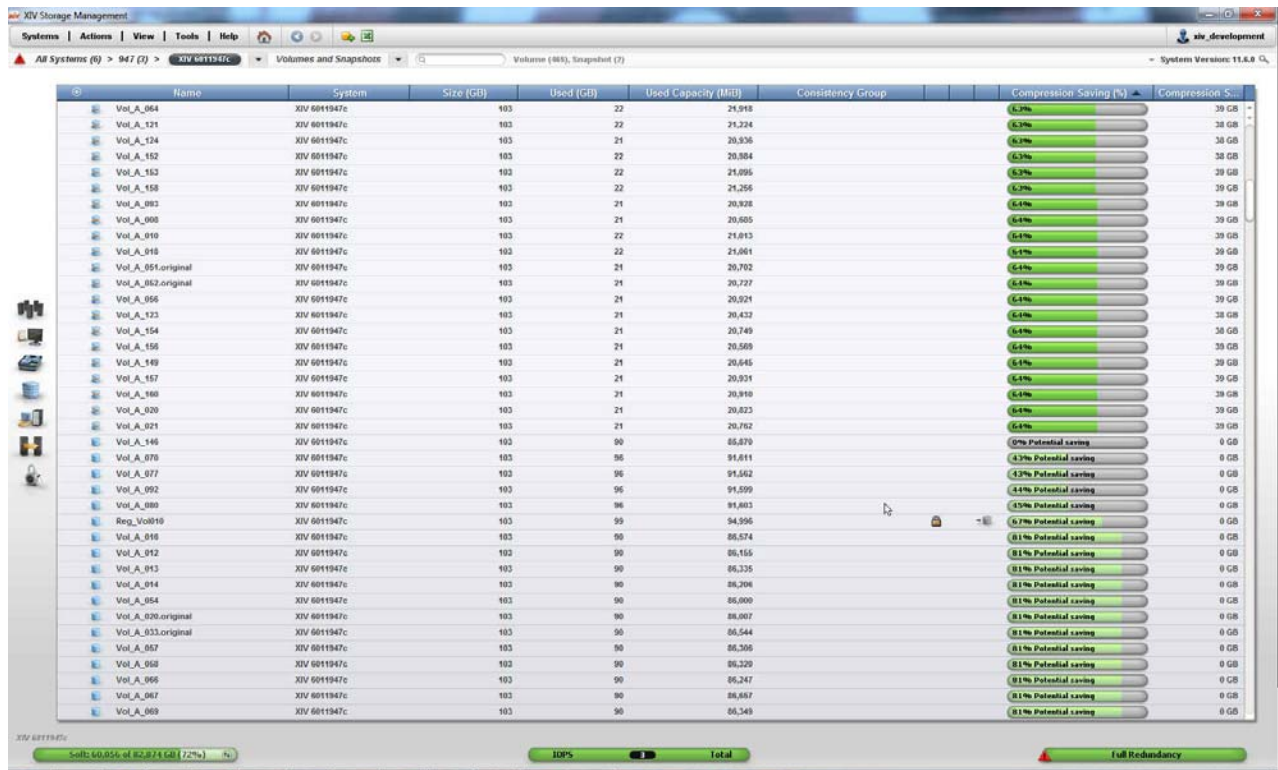 XIV Storage Management
Systems | Actions | View | Tools | Help
xiv_development
All Systems (6) > 947 (3) > XIV 6011947c Volumes and Snapshots Volume (465), Snapshot (2) System Version: 11.6.0
Name System Size (GB) Used (GB) Used Capacity (MiB) Consistency Group Compression Saving (%) Compression S...
Vol_A_064 XIV 6011947c 103 22 21,918 63% 39 GB
Vol_A_121 XIV 6011947c 103 22 21,224 63% 38 GB
Vol_A_124 XIV 6011947c 103 21 20,936 63% 38 GB
Vol_A_152 XIV 6011947c 103 22 20,984 63% 38 GB
Vol_A_153 XIV 6011947c 103 22 21,095 63% 39 GB
Vol_A_158 XIV 6011947c 103 22 21,256 63% 39 GB
Vol_A_093 XIV 6011947c 103 21 20,928 64% 39 GB
Vol_A_008 XIV 6011947c 103 21 20,685 64% 39 GB
Vol_A_010 XIV 6011947c 103 22 21,013 64% 39 GB
Vol_A_018 XIV 6011947c 103 22 21,061 64% 39 GB
Vol_A_051.original XIV 6011947c 103 21 20,702 64% 39 GB
Vol_A_052.original XIV 6011947c 103 21 20,727 64% 39 GB
Vol_A_056 XIV 6011947c 103 21 20,921 64% 39 GB
Vol_A_123 XIV 6011947c 103 21 20,432 64% 38 GB
Vol_A_154 XIV 6011947c 103 21 20,749 64% 38 GB
Vol_A_156 XIV 6011947c 103 21 20,569 64% 39 GB
Vol_A_149 XIV 6011947c 103 21 20,645 64% 39 GB
Vol_A_157 XIV 6011947c 103 21 20,931 64% 39 GB
Vol_A_160 XIV 6011947c 103 21 20,910 64% 39 GB
Vol_A_020 XIV 6011947c 103 21 20,823 64% 39 GB
Vol_A_021 XIV 6011947c 103 21 20,762 64% 39 GB
Vol_A_146 XIV 6011947c 103 90 85,870 0% Potential saving 0 GB
Vol_A_070 XIV 6011947c 103 96 91,611 43% Potential saving 0 GB
Vol_A_077 XIV 6011947c 103 96 91,562 43% Potential saving 0 GB
Vol_A_092 XIV 6011947c 103 96 91,599 44% Potential saving 0 GB
Vol_A_080 XIV 6011947c 103 96 91,603 45% Potential saving 0 GB
Reg_Vol010 XIV 6011947c 103 99 94,996 67% Potential saving 0 GB
Vol_A_016 XIV 6011947c 103 90 86,574 81% Potential saving 0 GB
Vol_A_012 XIV 6011947c 103 90 86,155 81% Potential saving 0 GB
Vol_A_013 XIV 6011947c 103 90 86,335 81% Potential saving 0 GB
Vol_A_014 XIV 6011947c 103 90 86,206 81% Potential saving 0 GB
Vol_A_054 XIV 6011947c 103 90 86,000 81% Potential saving 0 GB
Vol_A_020.original XIV 6011947c 103 90 86,007 81% Potential saving 0 GB
Vol_A_033.original XIV 6011947c 103 90 86,544 81% Potential saving 0 GB
Vol_A_057 XIV 6011947c 103 90 86,306 81% Potential saving 0 GB
Vol_A_058 XIV 6011947c 103 90 86,329 81% Potential saving 0 GB
Vol_A_066 XIV 6011947c 103 90 86,247 81% Potential saving 0 GB
Vol_A_067 XIV 6011947c 103 90 86,657 81% Potential saving 0 GB
Vol_A_069 XIV 6011947c 103 90 86,349 81% Potential saving 0 GB
XIV 6011947c
Soft: 60,056 of 82,874 GB (72%) IOPS Total Full Redundancy